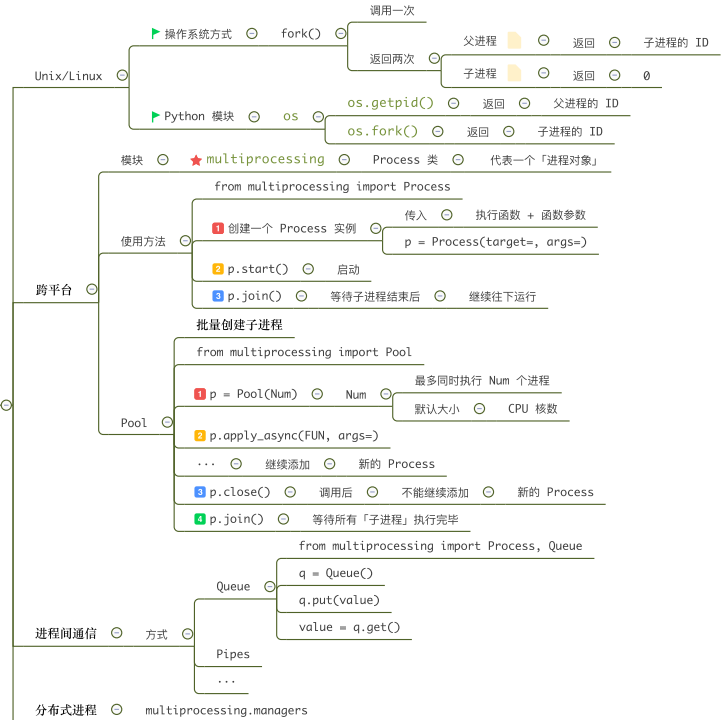 调用一次
操作系统方式 fork()
返回两次
父进程 返回 子进程的 ID
子进程 返回 0
Unix/Linux
Python 模块 os
os.getpid() 返回 父进程的 ID
os.fork() 返回 子进程的 ID
模块 multiprocessing Process 类 代表一个「进程对象」
from multiprocessing import Process
使用方法
1 创建一个 Process 实例
传入 执行函数 + 函数参数
p = Process(target=, args=)
2 p.start() 启动
3 p.join() 等待子进程结束后 继续往下运行
跨平台
批量创建子进程
from multiprocessing import Pool
Pool
1 p = Pool(Num) Num
最多同时执行 Num 个进程
默认大小 CPU 核数
2 p.apply_async(FUN, args=)
... 继续添加 新的 Process
3 p.close() 调用后 不能继续添加 新的 Process
4 p.join() 等待所有「子进程」执行完毕
from multiprocessing import Process, Queue
Queue
q = Queue()
q.put(value)
value = q.get()
进程间通信 方式
Pipes
...
分布式进程 multiprocessing.managers